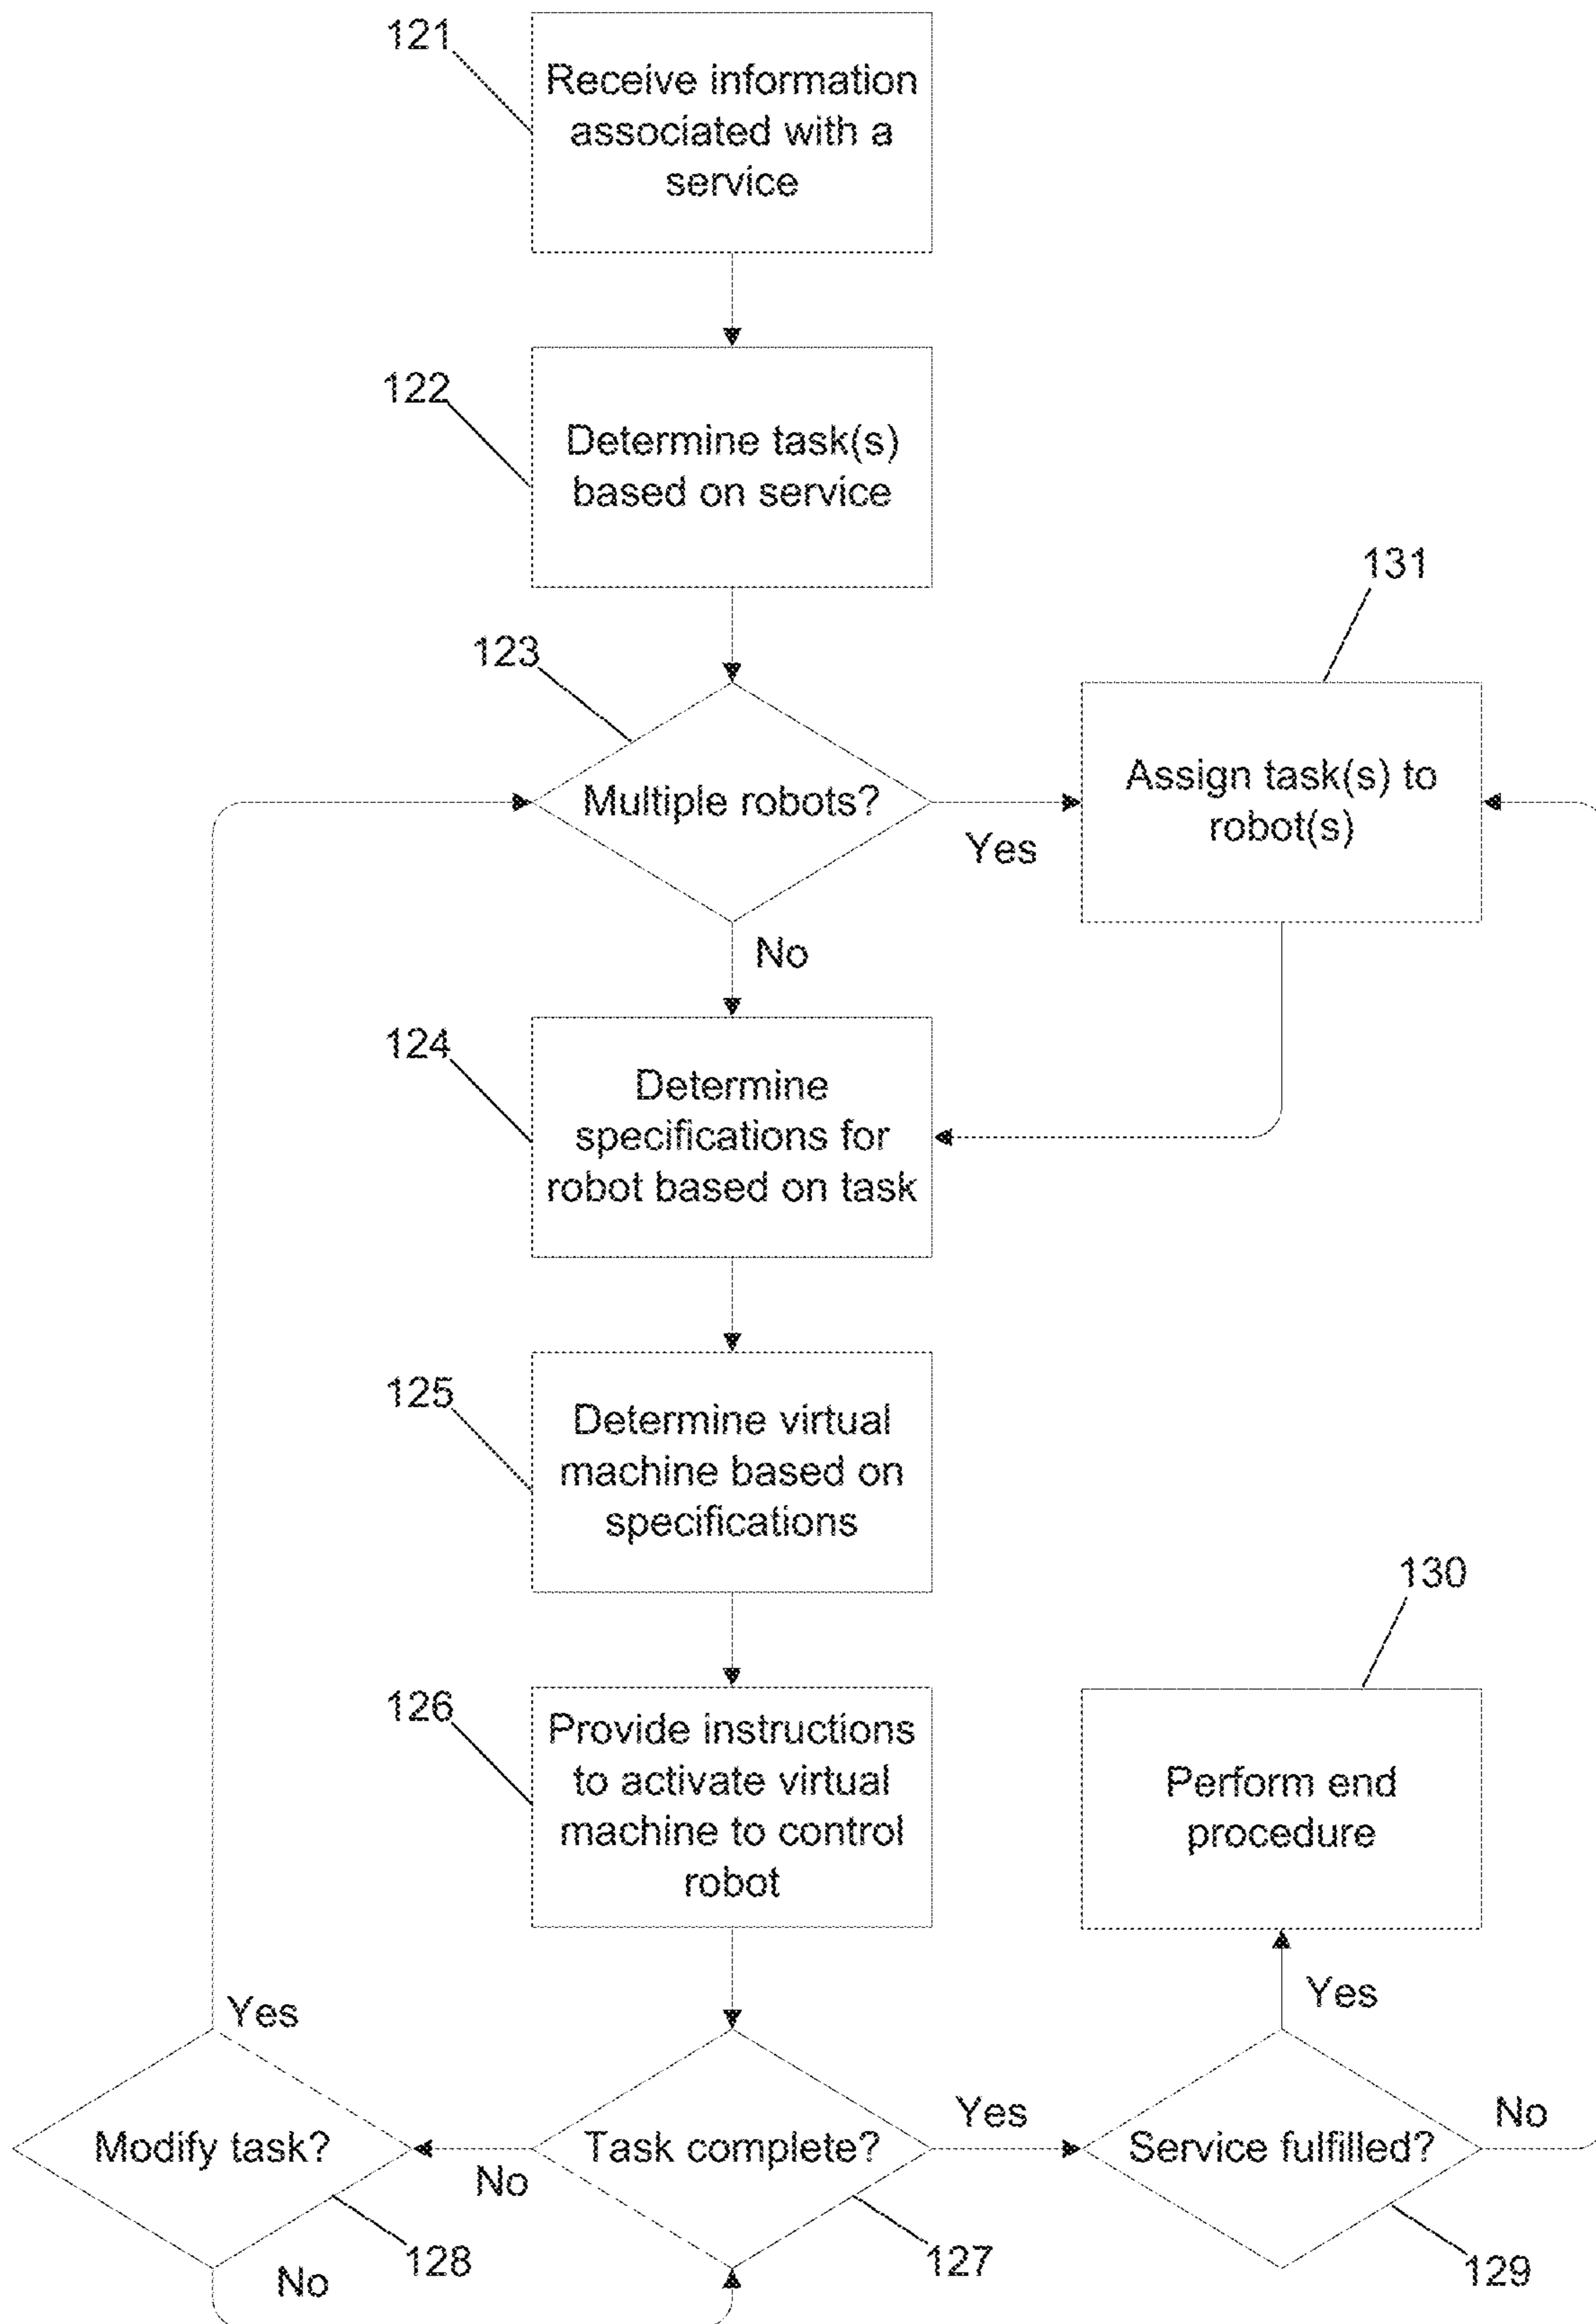 121
Receive information
associated with a
service
122
Determine task(s)
based on service
131
123
Multiple robots?
Yes
Assign task(s) to
robot(s)
No
124
Determine
specifications for
robot based on task
125
Determine virtual
machine based on
specifications
130
126
Provide instructions
to activate virtual
machine to control
robot
Perform end
procedure
Yes
Yes
Modify task?
No
Task complete?
Yes
Service fulfilled?
No
128
No
127
129